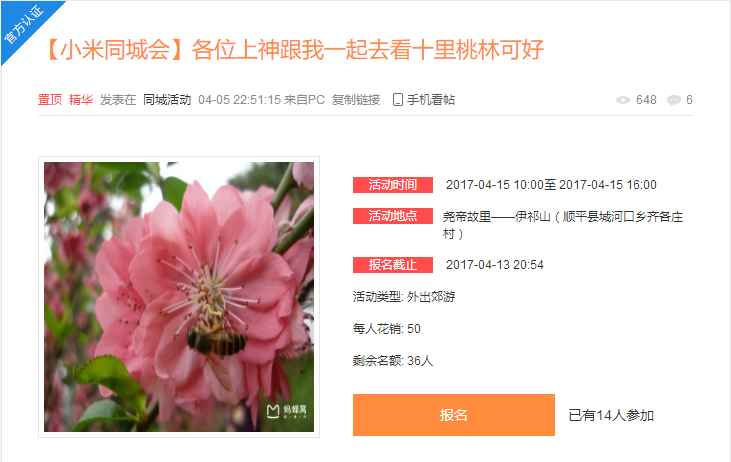 官方认证
【小米同城会】各位上神跟我一起去看十里桃林可好
置顶 精华 发表在 同城活动 04-05 22:51:15 来自PC 复制链接 手机看帖 648 6
活动时间 2017-04-15 10:00至 2017-04-15 16:00
活动地点 尧帝故里——伊祁山（顺平县城河口乡齐各庄
村）
报名截止 2017-04-13 20:54
活动类型: 外出郊游
每人花销: 50
剩余名额: 36人
蚂蜂窝
报名 已有14人参加